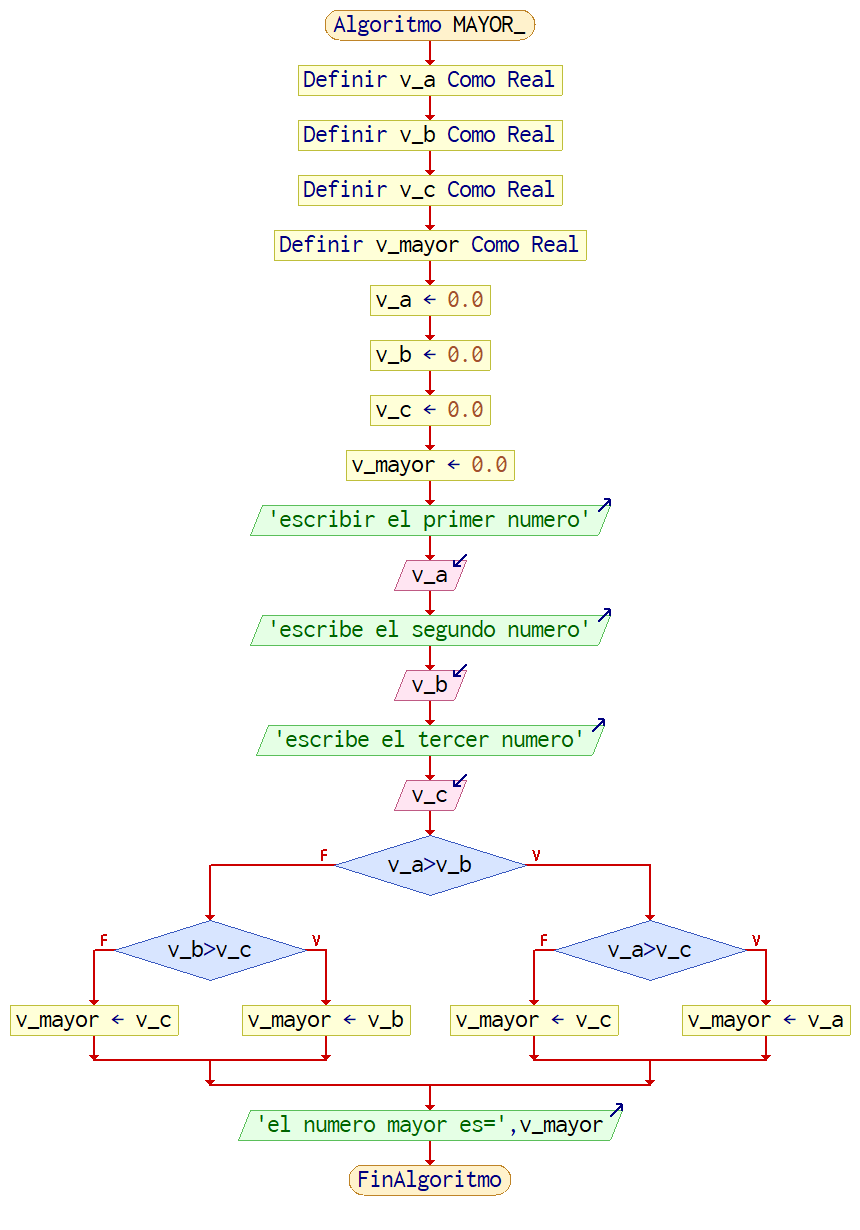 Algoritmo MAYOR_
Definir v_a Como Real
Definir v_b Como Real
Definir v_c Como Real
Definir v_mayor Como Real
v_a ← 0.0
v_b ← 0.0
v_c ← 0.0
v_mayor ← 0.0
'escribir el primer numero'
v_a
'escribe el segundo numero'
v_b
'escribe el tercer numero'
v_c
F
v_a>v_b
V
F
v_b>v_c
V
F
v_a>v_c
V
v_mayor ← v_c
v_mayor ← v_b
v_mayor ← v_c
v_mayor ← v_a
'el numero mayor es=',v_mayor
FinAlgoritmo